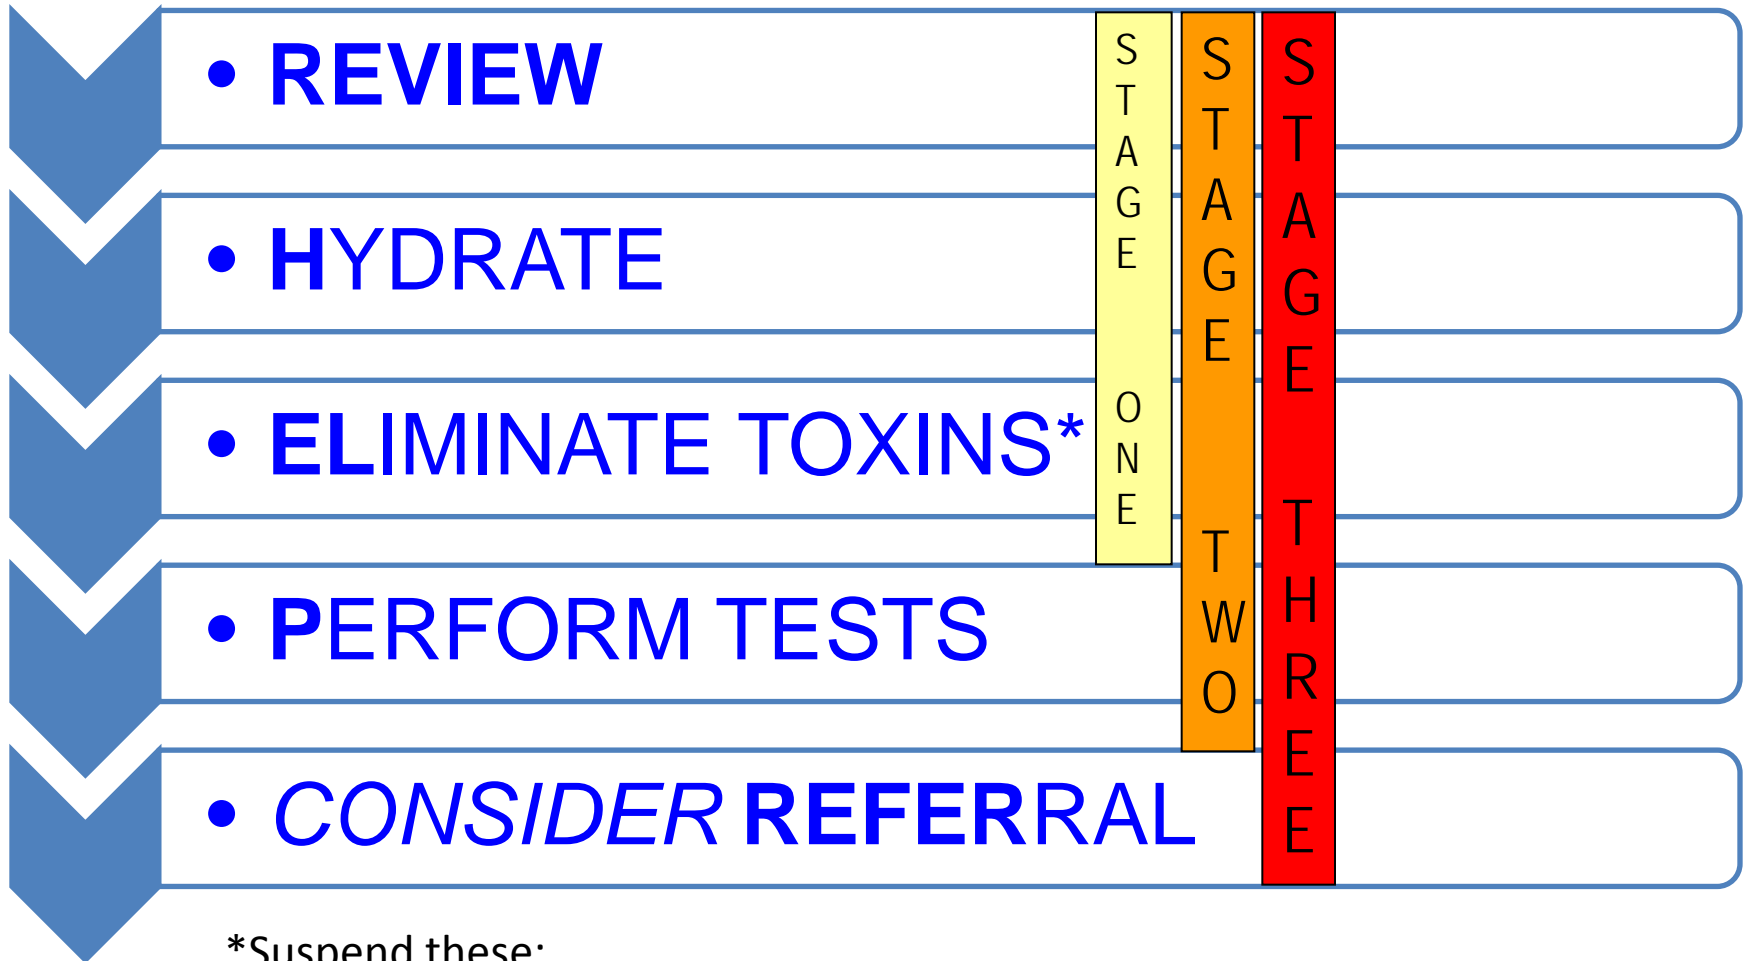 • REVIEW
• HYDRATE
• ELIMINATE TOXINS*
• PERFORM TESTS
• CONSIDER REFERRAL
STAGE ONE
STAGE TWO
STAGE THREE
*Suspend these: